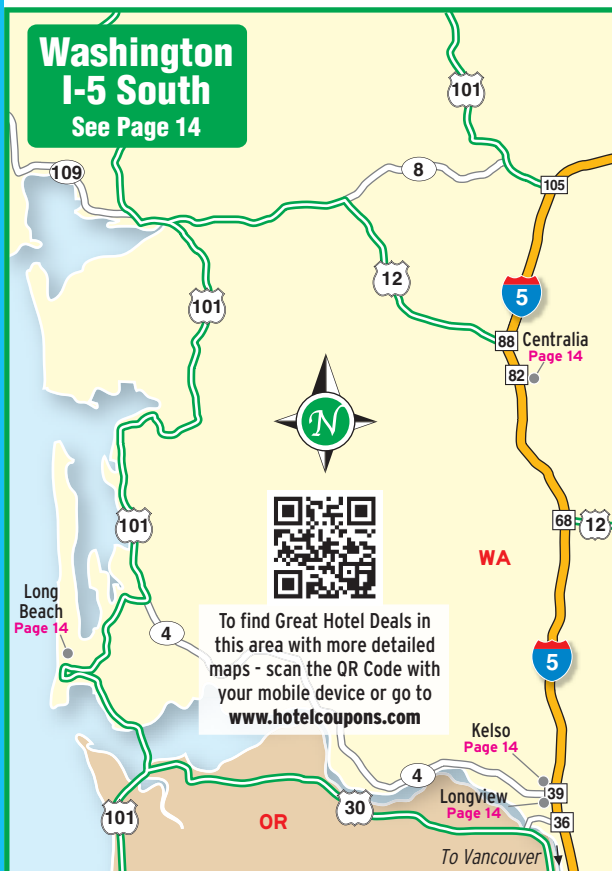 Washington
I-5 South
See Page 14
101
109
8
105
12
101
5
88
Centralia
Page 14
82
N
101
68
12
WA
Long
Beach
Page 14
4
To find Great Hotel Deals in
this area with more detailed
maps - scan the QR Code with
your mobile device or go to
www.hotelcoupons.com
5
Kelso
Page 14
4
39
Longview
Page 14
30
101
OR
36
To Vancouver